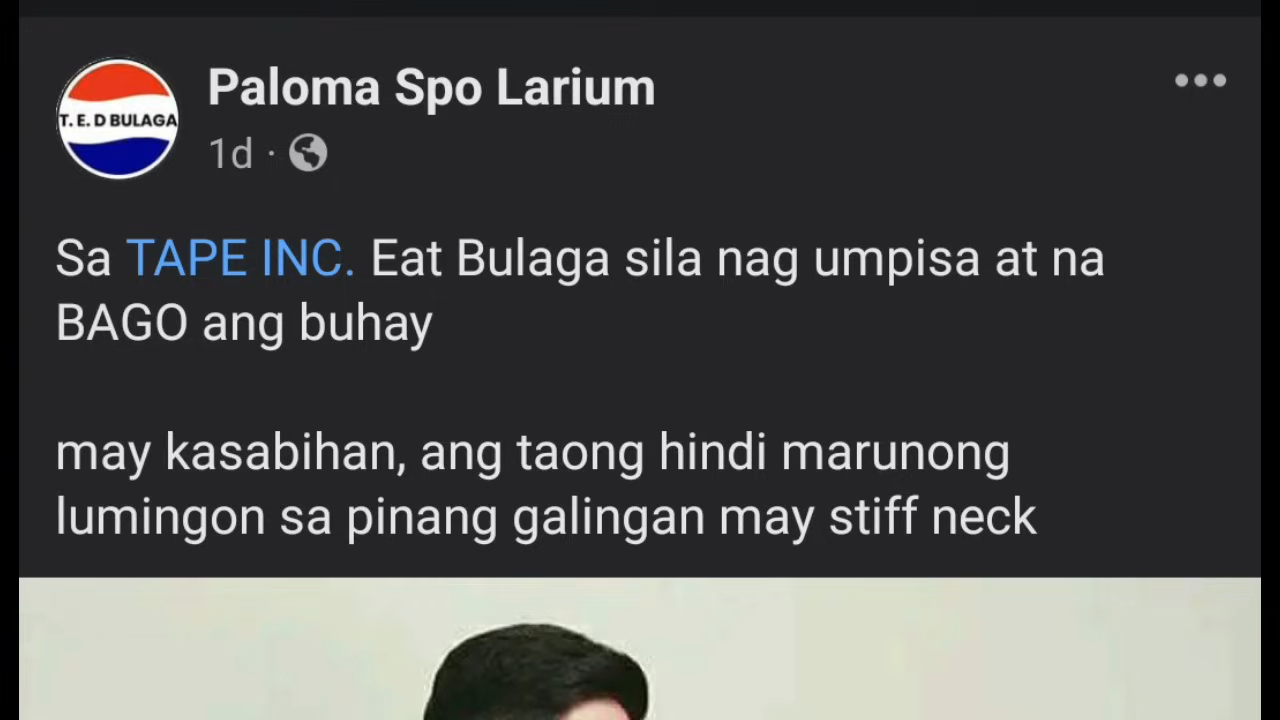 Paloma Spo Larium
T. E. D BULAGA
1d ·
Sa TAPE INC. Eat Bulaga sila nag umpisa at na
BAGO ang buhay
may kasabihan, ang taong hindi marunong
lumingon sa pinang galingan may stiff neck